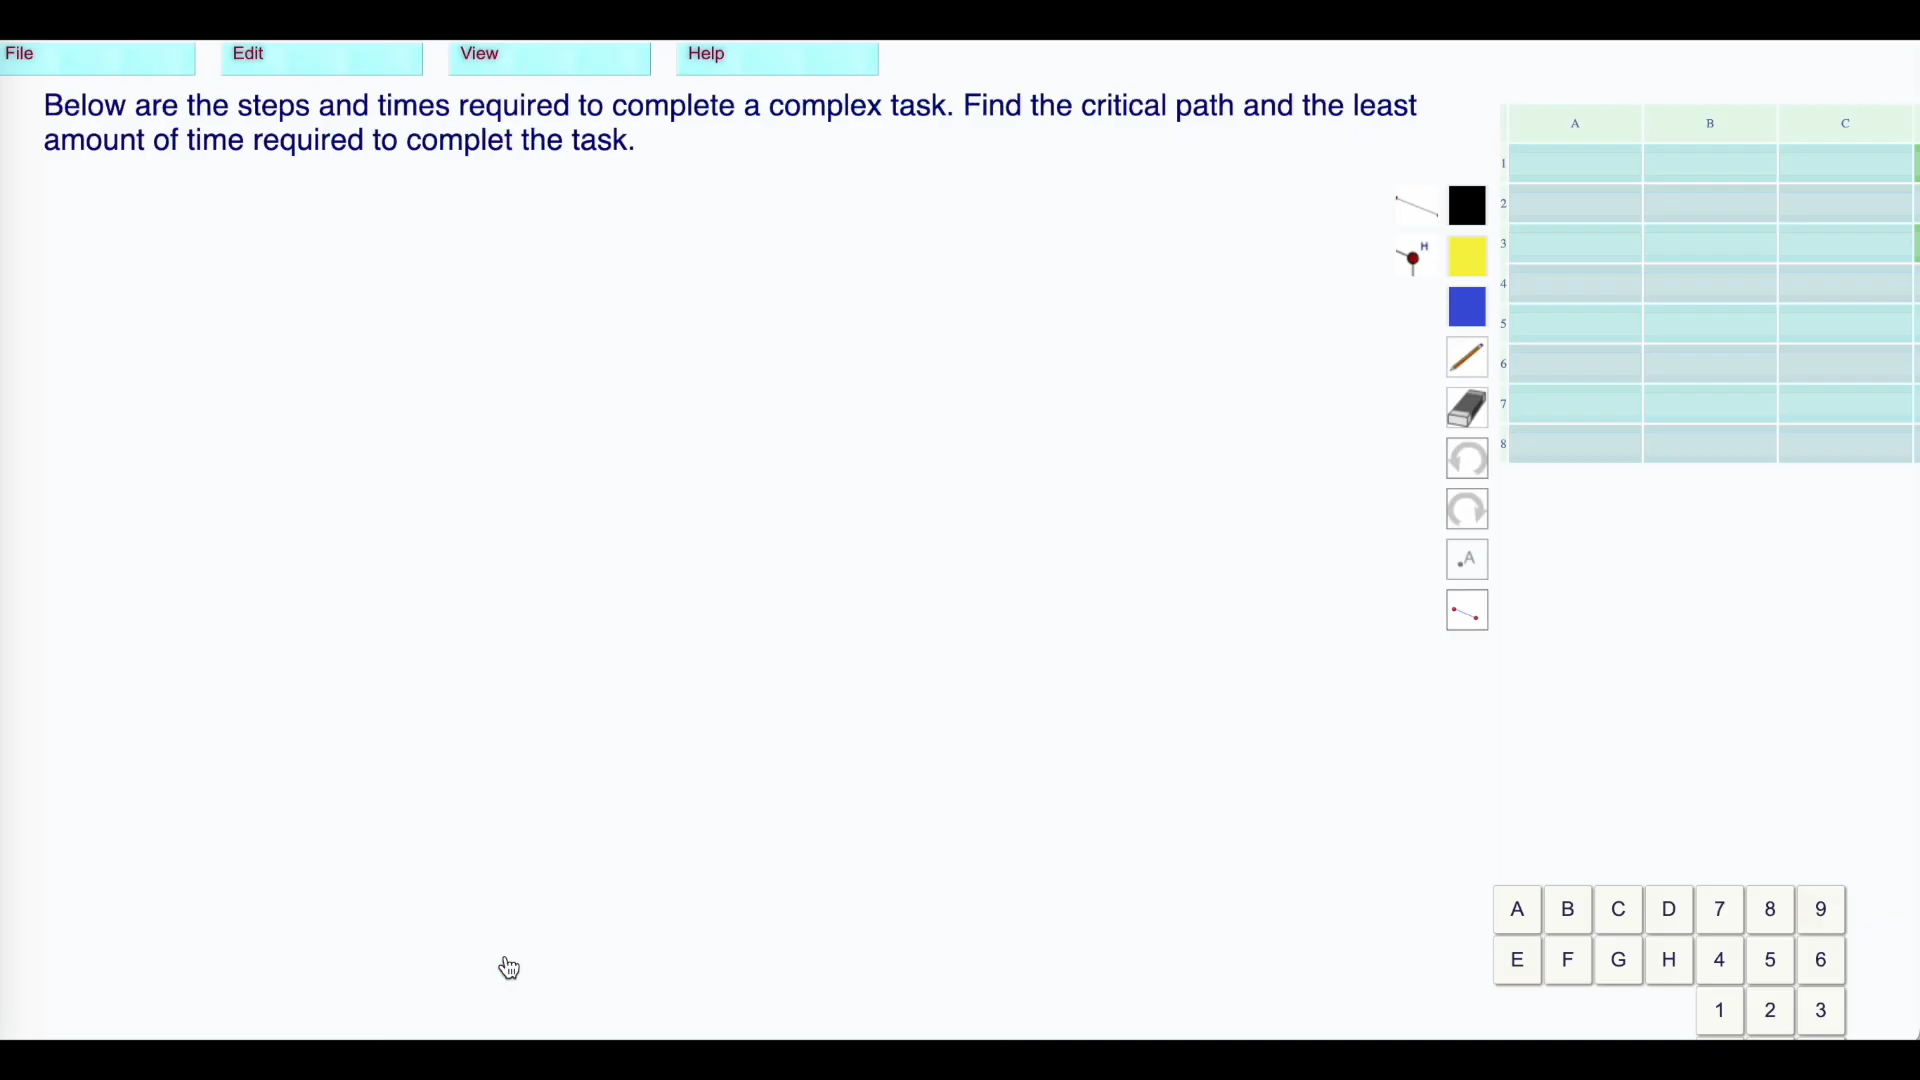 File Edit View Help
Below are the steps and times required to complete a complex task. Find the critical path and the least
amount of time required to complet the task.
A B C
1
2
3
4
5
6
7
8
H
.A
A B C D 7 8 9
E F G H 4 5 6
1 2 3